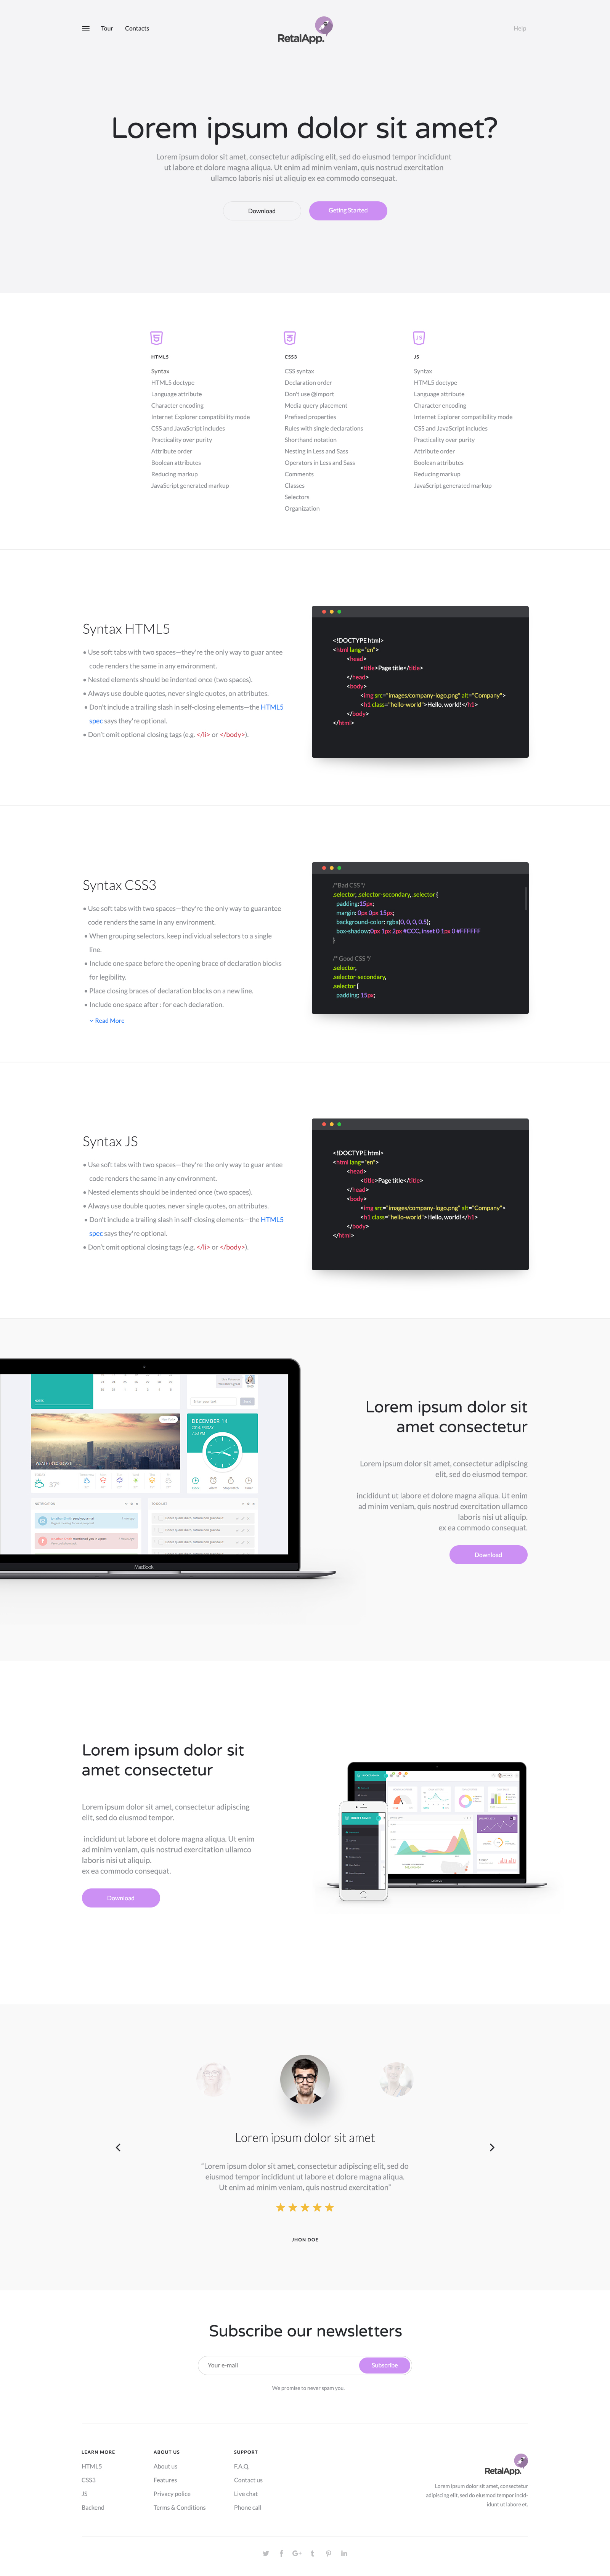 Tour Contacts
RetalApp.
Help
Lorem ipsum dolor sit amet?
Lorem ipsum dolor sit amet, consectetur adipiscing elit, sed do eiusmod tempor incididunt
ut labore et dolore magna aliqua. Ut enim ad minim veniam, quis nostrud exercitation
ullamco laboris nisi ut aliquip ex ea commodo consequat.
Download
Geting Started
HTML5
Syntax
HTML5 doctype
Language attribute
Character encoding
Internet Explorer compatibility mode
CSS and JavaScript includes
Practicality over purity
Attribute order
Boolean attributes
Reducing markup
JavaScript generated markup
CSS3
CSS syntax
Declaration order
Don't use @import
Media query placement
Prefixed properties
Rules with single declarations
Shorthand notation
Nesting in Less and Sass
Operators in Less and Sass
Comments
Classes
Selectors
Organization
JS
JS
Syntax
HTML5 doctype
Language attribute
Character encoding
Internet Explorer compatibility mode
CSS and JavaScript includes
Practicality over purity
Attribute order
Boolean attributes
Reducing markup
JavaScript generated markup
Syntax HTML5
• Use soft tabs with two spaces—they're the only way to guar antee
code renders the same in any environment.
• Nested elements should be indented once (two spaces).
• Always use double quotes, never single quotes, on attributes.
• Don't include a trailing slash in self-closing elements—the HTML5
spec says they're optional.
• Don't omit optional closing tags (e.g. </li> or </body>).
<!DOCTYPE html>
<html lang="en">
<head>
<title>Page title</title>
</head>
<body>
<img src="images/company-logo.png" alt="Company">
<h1 class="hello-world">Hello, world!</h1>
</body>
</html>
Syntax CSS3
• Use soft tabs with two spaces—they're the only way to guarantee
code renders the same in any environment.
• When grouping selectors, keep individual selectors to a single
line.
• Include one space before the opening brace of declaration blocks
for legibility.
• Place closing braces of declaration blocks on a new line.
• Include one space after : for each declaration.
Read More
/*Bad CSS */
.selector, .selector-secondary, .selector {
padding:15px;
margin: 0px 0px 15px;
background-color: rgba(0, 0, 0, 0.5);
box-shadow:0px 1px 2px #CCC, inset 0 1px 0 #FFFFFF
}
/* Good CSS */
.selector,
.selector-secondary,
.selector {
padding: 15px;
Syntax JS
• Use soft tabs with two spaces—they're the only way to guar antee
code renders the same in any environment.
• Nested elements should be indented once (two spaces).
• Always use double quotes, never single quotes, on attributes.
• Don't include a trailing slash in self-closing elements—the HTML5
spec says they're optional.
• Don't omit optional closing tags (e.g. </li> or </body>).
<!DOCTYPE html>
<html lang="en">
<head>
<title>Page title</title>
</head>
<body>
<img src="images/company-logo.png" alt="Company">
<h1 class="hello-world">Hello, world!</h1>
</body>
</html>
DECEMBER 14
37°
MacBook
Lorem ipsum dolor sit
amet consectetur
Lorem ipsum dolor sit amet, consectetur adipiscing
elit, sed do eiusmod tempor.
incididunt ut labore et dolore magna aliqua. Ut enim
ad minim veniam, quis nostrud exercitation ullamco
laboris nisi ut aliquip.
ex ea commodo consequat.
Download
Lorem ipsum dolor sit
amet consectetur
Lorem ipsum dolor sit amet, consectetur adipiscing
elit, sed do eiusmod tempor.
incididunt ut labore et dolore magna aliqua. Ut enim
ad minim veniam, quis nostrud exercitation ullamco
laboris nisi ut aliquip.
ex ea commodo consequat.
Download
Lorem ipsum dolor sit amet
"Lorem ipsum dolor sit amet, consectetur adipiscing elit, sed do
eiusmod tempor incididunt ut labore et dolore magna aliqua.
Ut enim ad minim veniam, quis nostrud exercitation"
JHON DOE
Subscribe our newsletters
Your e-mail
Subscribe
We promise to never spam you.
LEARN MORE
HTML5
CSS3
JS
Backend
ABOUT US
About us
Features
Privacy police
Terms & Conditions
SUPPORT
F.A.Q.
Contact us
Live chat
Phone call
RetalApp.
Lorem ipsum dolor sit amet, consectetur
adipiscing elit, sed do eiusmod tempor incid-
idunt ut labore et.